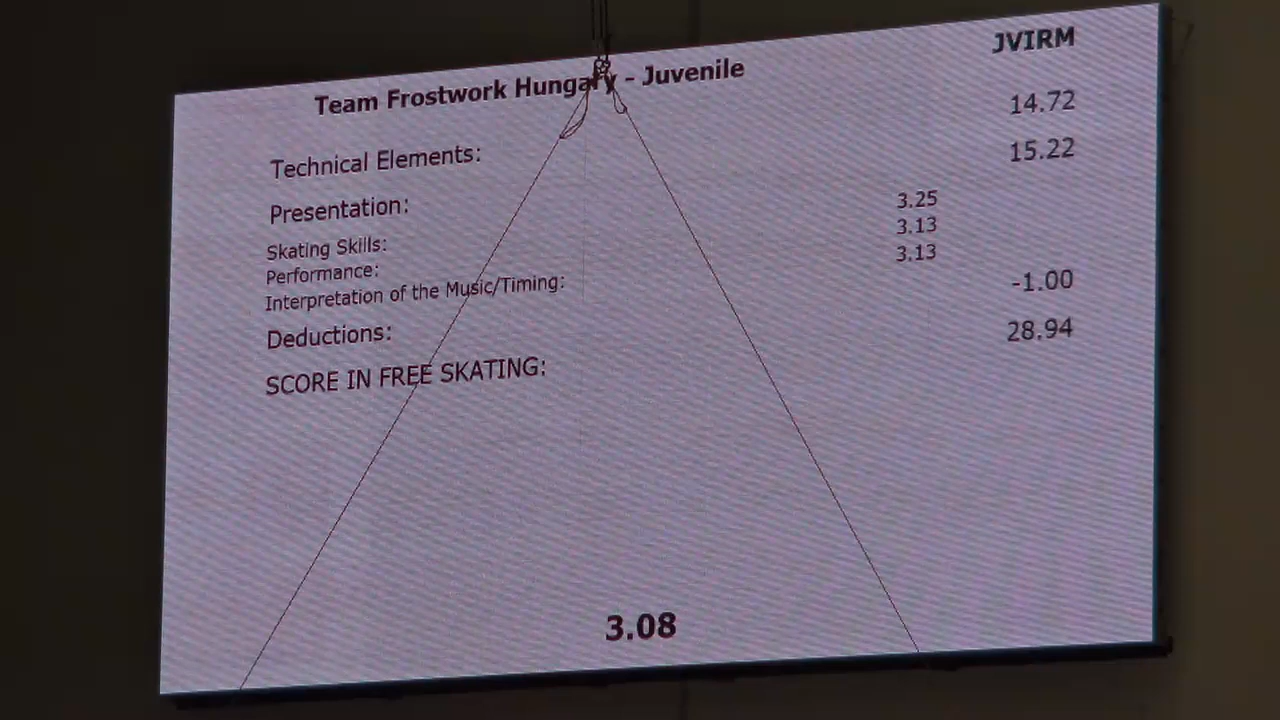 JVIRM
Team Frostwork Hungary - Juvenile
Technical Elements: 14.72
Presentation: 15.22
Skating Skills: 3.25
Performance: 3.13
Interpretation of the Music/Timing: 3.13
Deductions: -1.00
SCORE IN FREE SKATING: 28.94
3.08